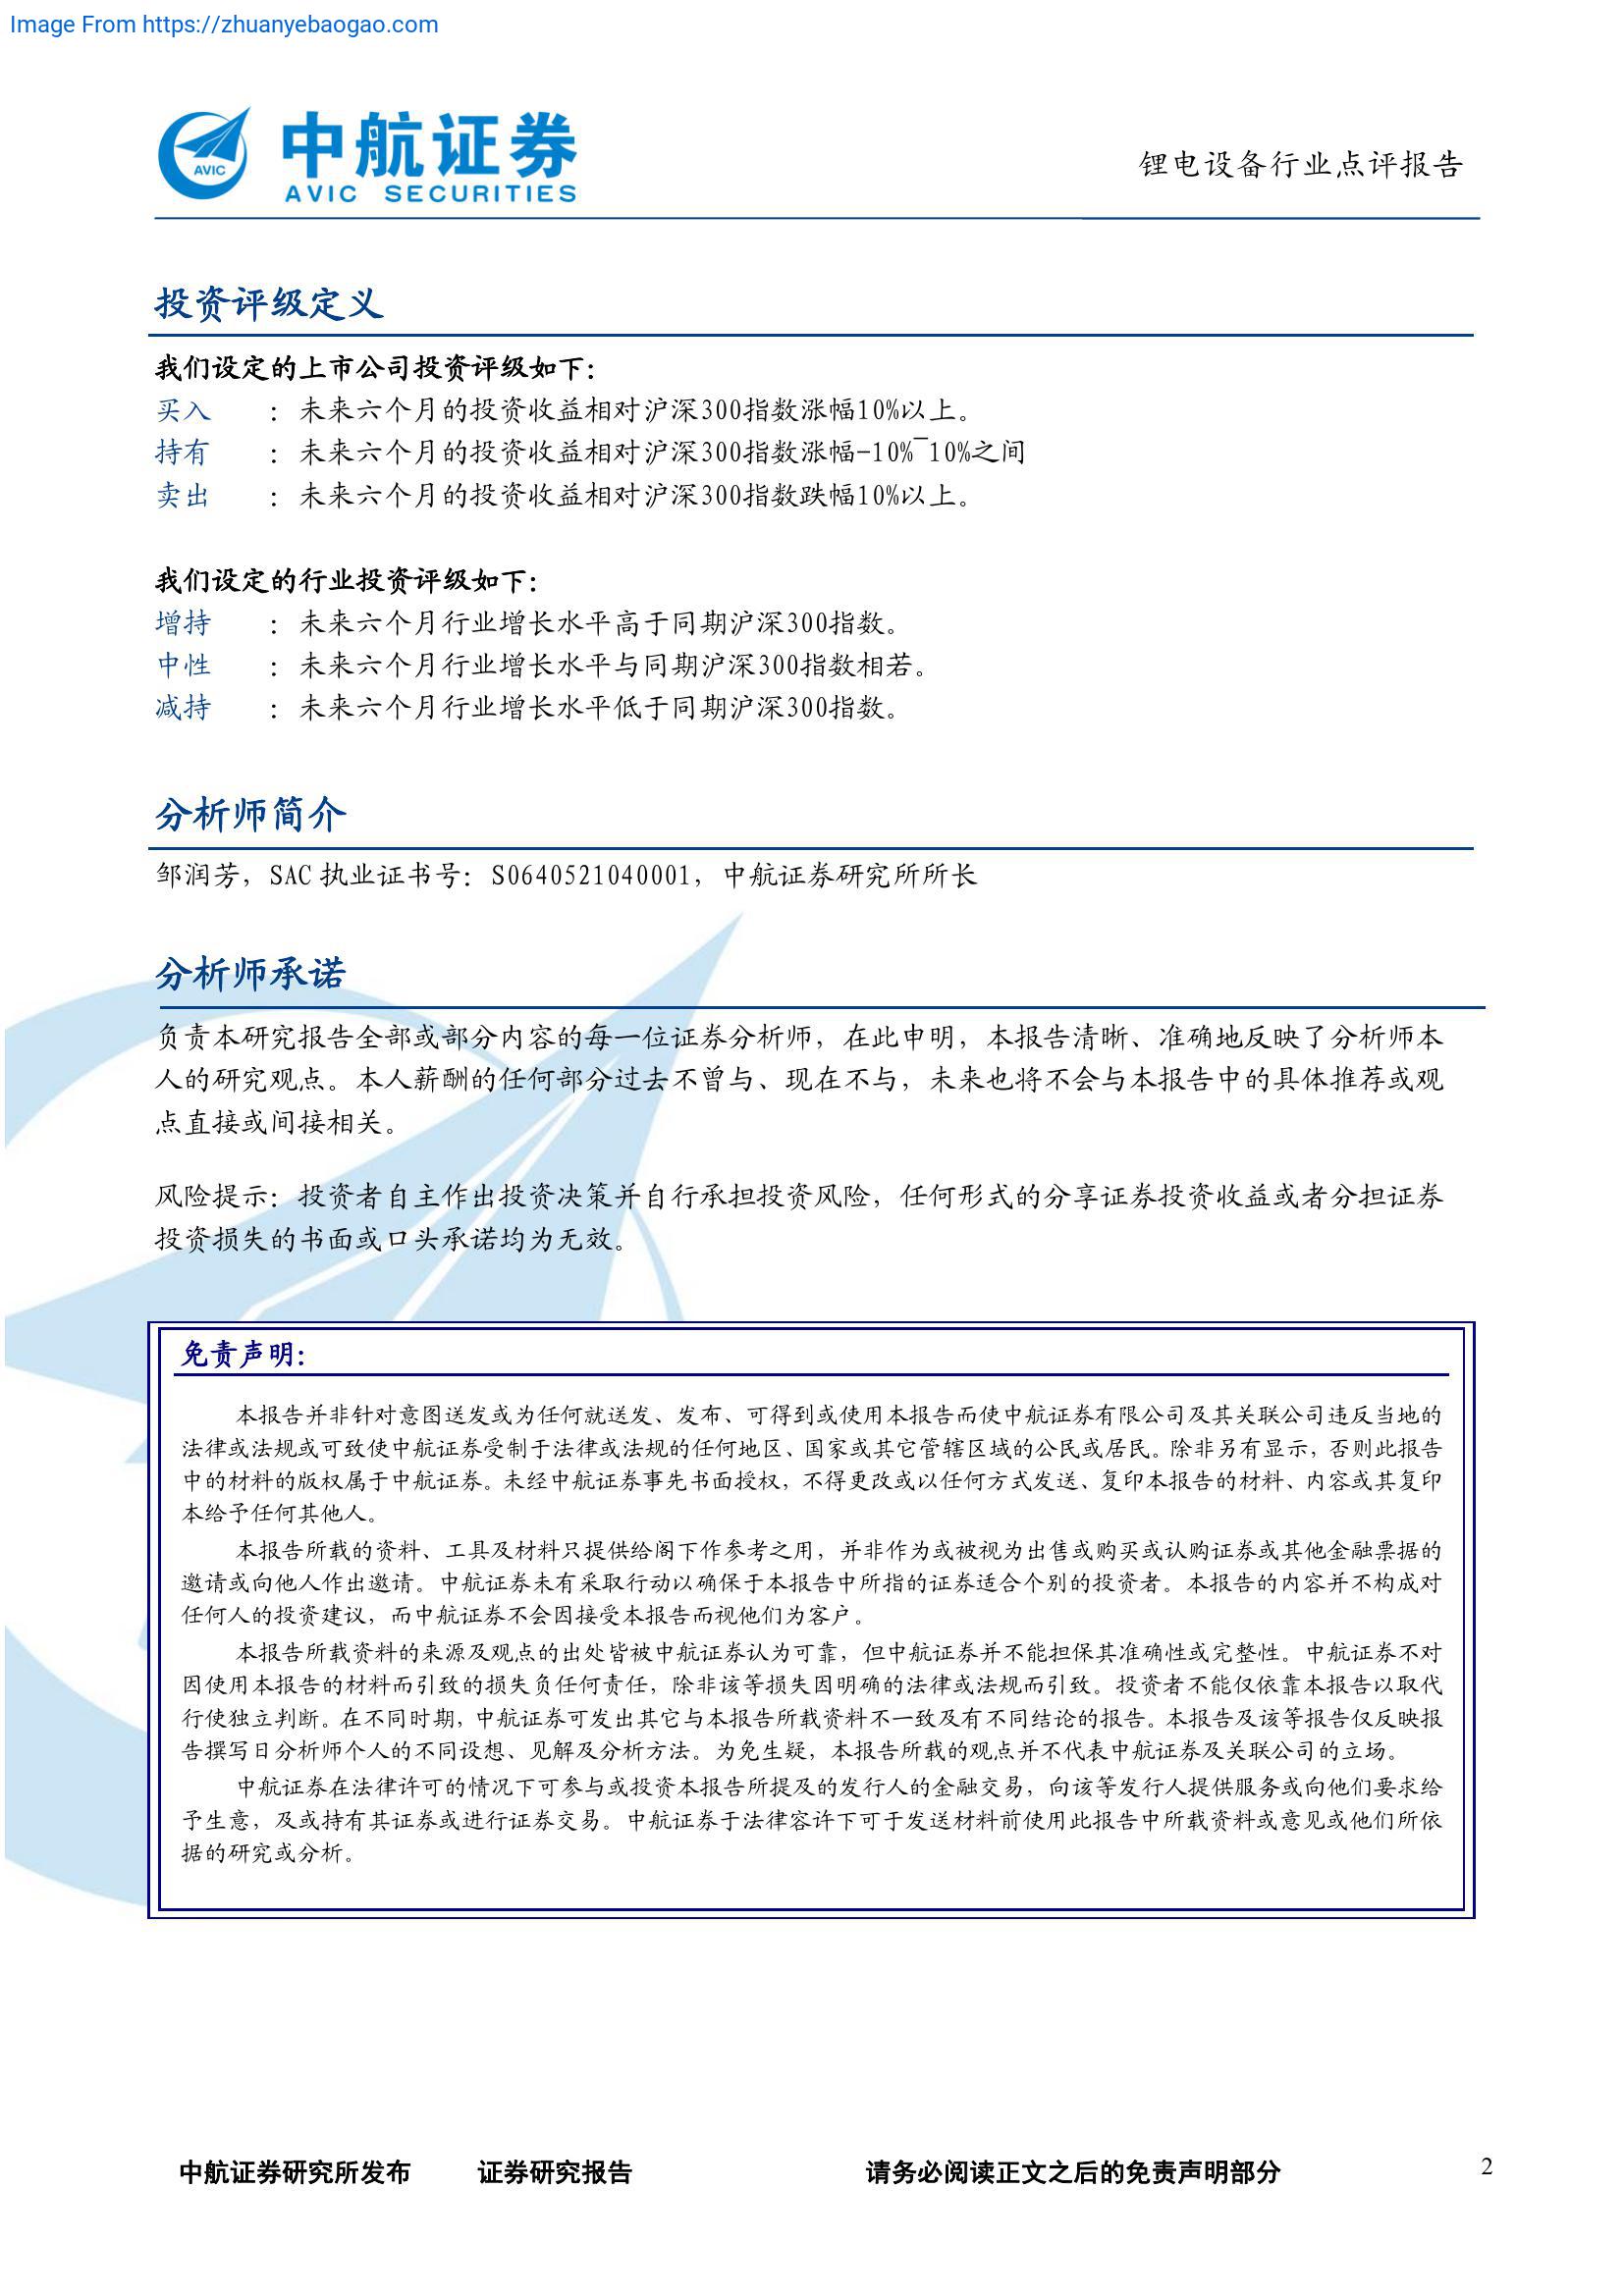 Image From https://zhuanyebaogao.com
AVIC
中航证券
AVIC SECURITIES
锂电设备行业点评报告
投资评级定义
我们设定的上市公司投资评级如下：
买入 ：未来六个月的投资收益相对沪深300指数涨幅10%以上。
持有 ：未来六个月的投资收益相对沪深300指数涨幅-10%~10%之间
卖出 ：未来六个月的投资收益相对沪深300指数跌幅10%以上。
我们设定的行业投资评级如下：
增持 ：未来六个月行业增长水平高于同期沪深300指数。
中性 ：未来六个月行业增长水平与同期沪深300指数相若。
减持 ：未来六个月行业增长水平低于同期沪深300指数。
分析师简介
邹润芳，SAC 执业证书号：S0640521040001，中航证券研究所所长
分析师承诺
负责本研究报告全部或部分内容的每一位证券分析师，在此申明，本报告清晰、准确地反映了分析师本
人的研究观点。本人薪酬的任何部分过去不曾与、现在不与，未来也将不会与本报告中的具体推荐或观
点直接或间接相关。
风险提示：投资者自主作出投资决策并自行承担投资风险，任何形式的分享证券投资收益或者分担证券
投资损失的书面或口头承诺均为无效。
免责声明：
本报告并非针对意图送发或为任何就送发、发布、可得到或使用本报告而使中航证券有限公司及其关联公司违反当地的
法律或法规或可致使中航证券受制于法律或法规的任何地区、国家或其它管辖区域的公民或居民。除非另有显示，否则此报告
中的材料的版权属于中航证券。未经中航证券事先书面授权，不得更改或以任何方式发送、复印本报告的材料、内容或其复印
本给予任何其他人。
本报告所载的资料、工具及材料只提供给阁下作参考之用，并非作为或被视为出售或购买或认购证券或其他金融票据的
邀请或向他人作出邀请。中航证券未有采取行动以确保于本报告中所指的证券适合个别的投资者。本报告的内容并不构成对
任何人的投资建议，而中航证券不会因接受本报告而视他们为客户。
本报告所载资料的来源及观点的出处皆被中航证券认为可靠，但中航证券并不能担保其准确性或完整性。中航证券不对
因使用本报告的材料而引致的损失负任何责任，除非该等损失因明确的法律或法规而引致。投资者不能仅依靠本报告以取代
行使独立判断。在不同时期，中航证券可发出其它与本报告所载资料不一致及有不同结论的报告。本报告及该等报告仅反映报
告撰写日分析师个人的不同设想、见解及分析方法。为免生疑，本报告所载的观点并不代表中航证券及关联公司的立场。
中航证券在法律许可的情况下可参与或投资本报告所提及的发行人的金融交易，向该等发行人提供服务或向他们要求给
予生意，及或持有其证券或进行证券交易。中航证券于法律容许下可于发送材料前使用此报告中所载资料或意见或他们所依
据的研究或分析。
中航证券研究所发布 证券研究报告 请务必阅读正文之后的免责声明部分 2